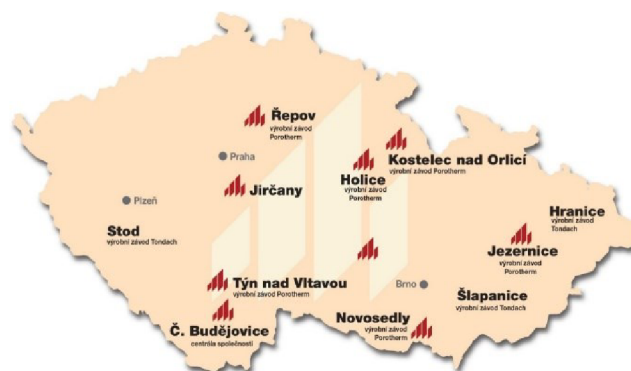 Řepov
výrobní závod
Porotherm
Praha
Kostelec nad Orlicí
výrobní závod Porotherm
Holice
výrobní závod
Porotherm
Jirčany
Plzeň
Stod
výrobní závod Tondach
Hranice
výrobní závod
Tondach
Jezernice
výrobní závod
Porotherm
Týn nad Vltavou
výrobní závod Porotherm
Brno
Šlapanice
výrobní závod Tondach
Č. Budějovice
centrála společnosti
Novosedly
výrobní závod
Porotherm